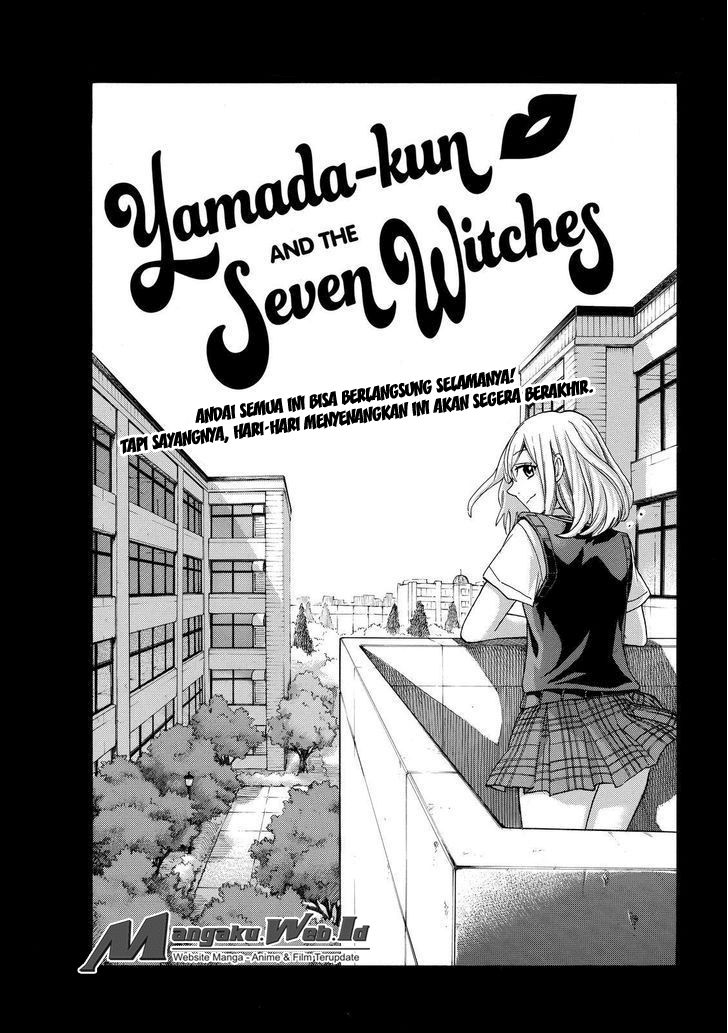 Yamada-kun
AND THE
Seven Witches
ANDAI SEMUA INI BISA BERLANGSUNG SELAMANYA!
TAPI SAYANGNYA, HARI-HARI MENYENANGKAN INI AKAN SEGERA BERAKHIR.
Mangaku.Web.Id
Website Manga - Anime & Film Terupdate